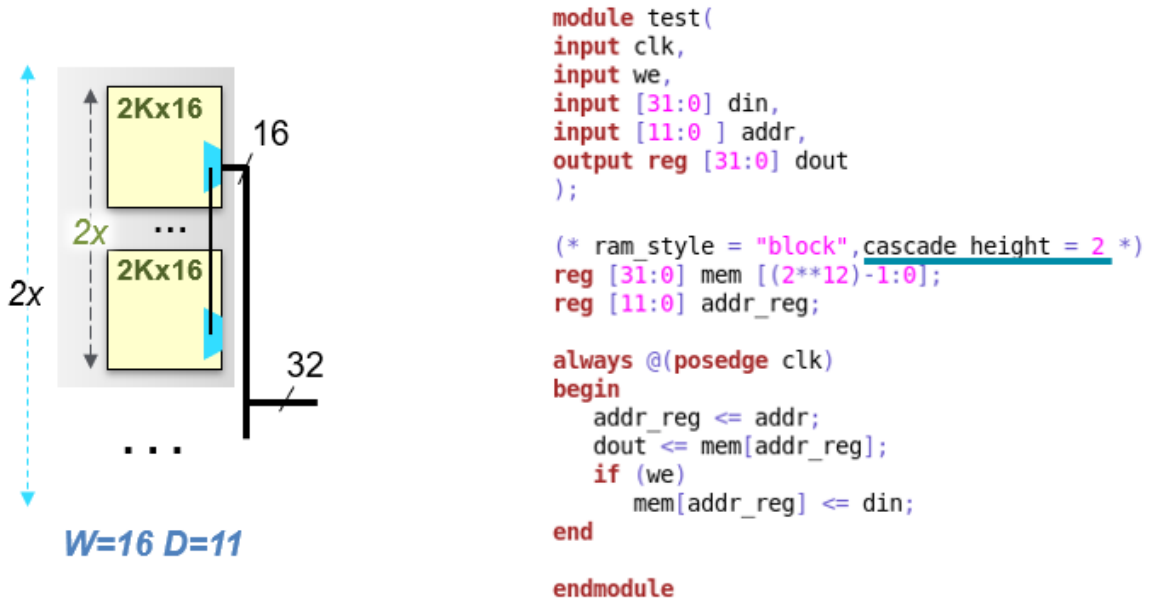 2Kx16
16
2x
...
2Kx16
2x
32
...
W=16 D=11
module test(
input clk,
input we,
input [31:0] din,
input [11:0 ] addr,
output reg [31:0] dout
);
(* ram_style = "block",cascade_height = 2 *)
reg [31:0] mem [(2**12)-1:0];
reg [11:0] addr_reg;
always @(posedge clk)
begin
addr_reg <= addr;
dout <= mem[addr_reg];
if (we)
mem[addr_reg] <= din;
end
endmodule